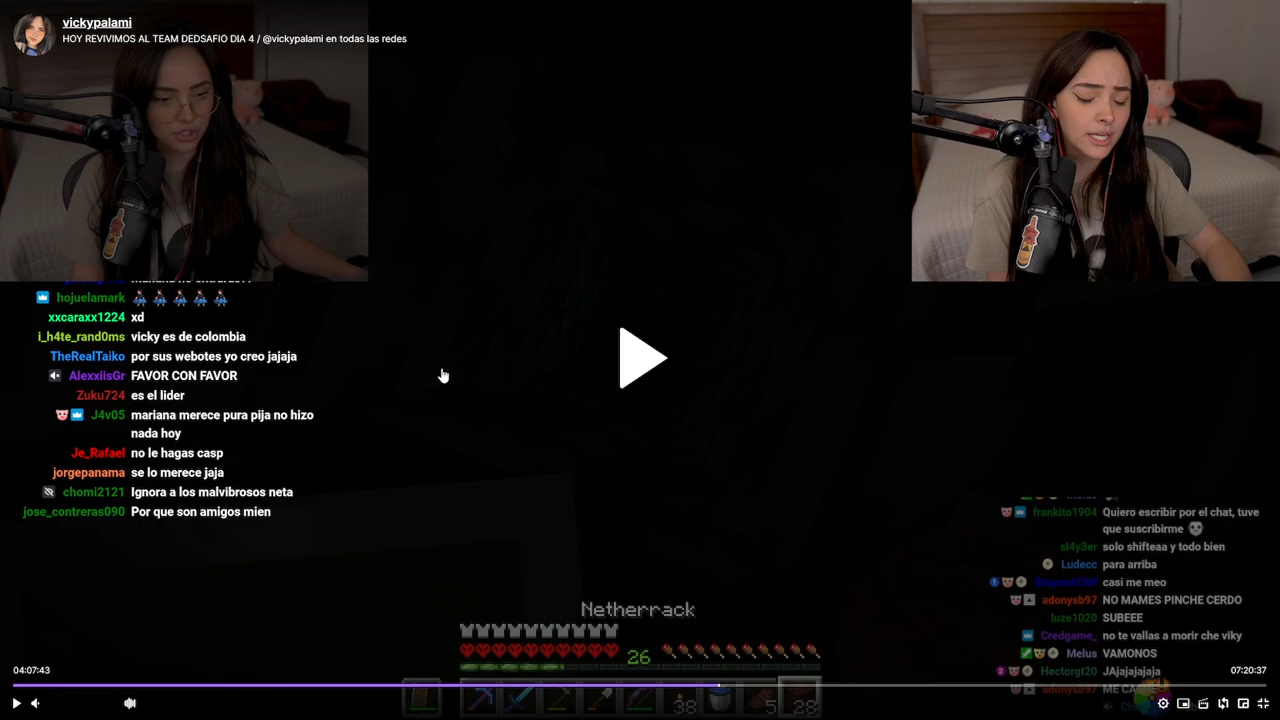 vickypalami
HOY REVIVIMOS AL TEAM DEDSAFIO DIA 4 / @vickypalami en todas las redes
hojuelamark
xxcaraxx1224 xd
i_h4te_rand0ms vicky es de colombia
TheRealTaiko por sus webotes yo creo jajaja
AlexxiisGr FAVOR CON FAVOR
Zuku724 es el lider
J4v05 mariana merece pura pija no hizo
nada hoy
Je_Rafael no le hagas casp
jorgepanama se lo merece jaja
chomi2121 Ignora a los malvibrosos neta
jose_contreras090 Por que son amigos mien
frankito1904 Quiero escribir por el chat, tuve
que suscribirme
sl4y3er solo shifteaa y todo bien
Ludecc para arriba
casi me meo
adonysb97 NO MAMES PINCHE CERDO
luze1020 SUBEEE
Credgame_ no te vallas a morir che viky
Melus VAMONOS
Hectorgt20 JAjajajajaja
adonysb97 ME
Netherrack
26
38
5
28
04:07:43
07:20:37